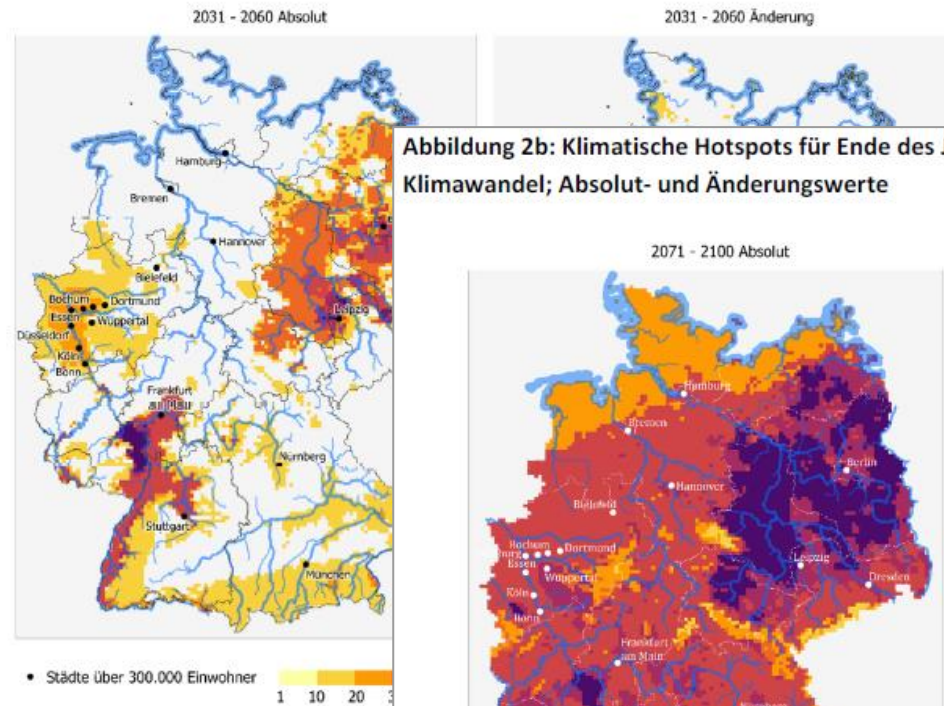 2031 - 2060 Absolut
2031 - 2060 Änderung
Hamburg
Bremen
Hannover
Bielefeld
Bochum
Dortmund
Essen
Wuppertal
Düsseldorf
Köln
Bonn
Leipzig
Frankfurt
am Main
Nürnberg
Stuttgart
München
Städte über 300.000 Einwohner
1 10 20
Abbildung 2b: Klimatische Hotspots für Ende des
Klimawandel; Absolut- und Änderungswerte
2071 - 2100 Absolut
Hamburg
Bremen
Berlin
Hannover
Bielefeld
Bochum
Dortmund
Essen
Wuppertal
Leipzig
Dresden
Köln
Bonn
Frankfurt
am Main